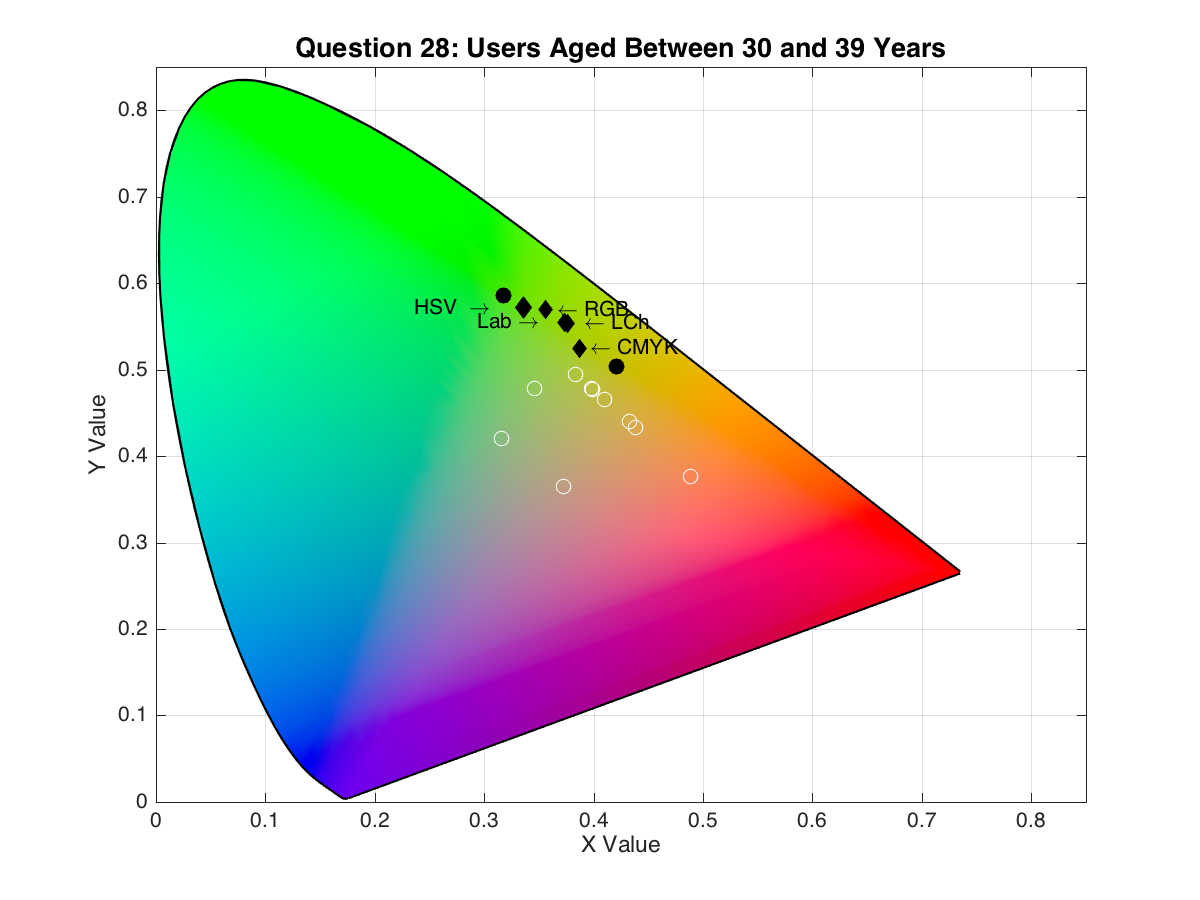 Question 28: Users Aged Between 30 and 39 Years
0.8
0.7
0.6
0.5
0.4
0.3
0.2
0.1
0
Y Value
HSV →
← RGB
Lab →
← LCh
← CMYK
0 0.1 0.2 0.3 0.4 0.5 0.6 0.7 0.8
X Value